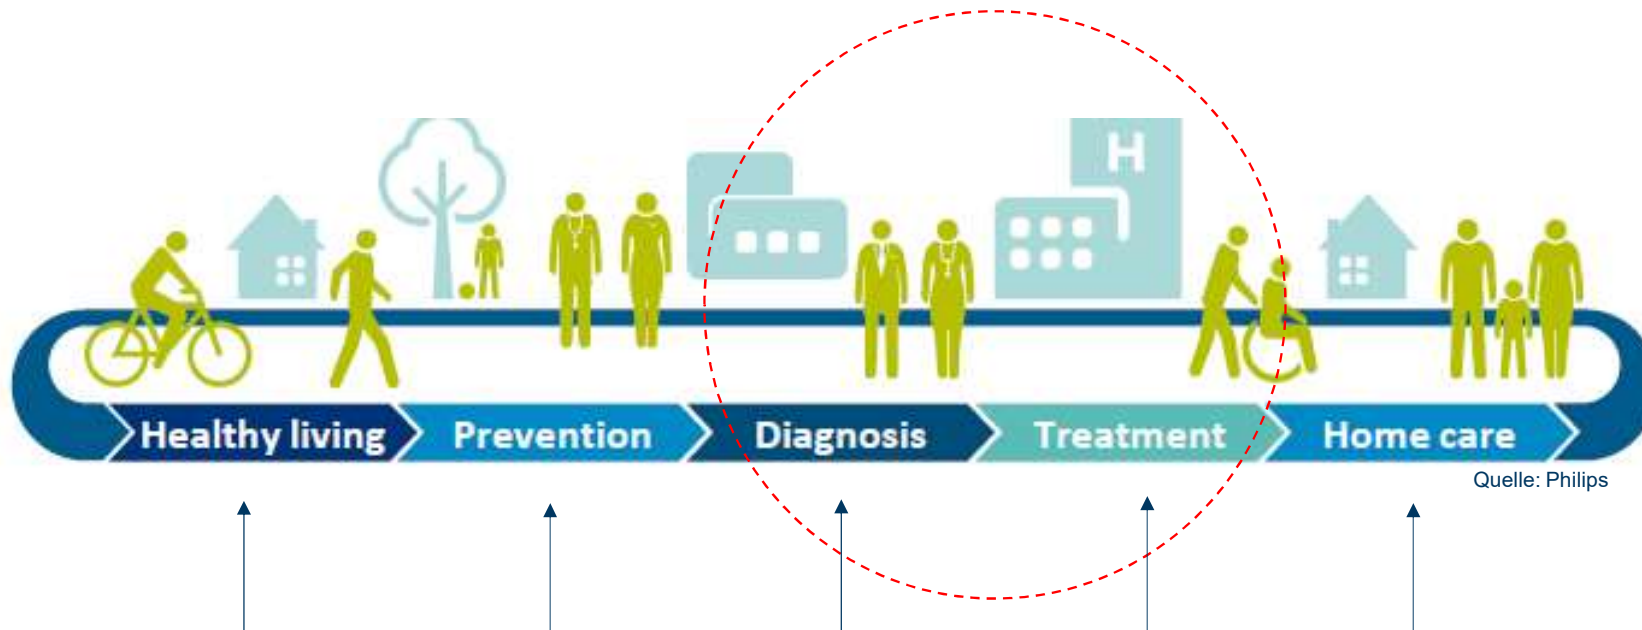 H
Healthy living
Prevention
Diagnosis
Treatment
Home care
Quelle: Philips